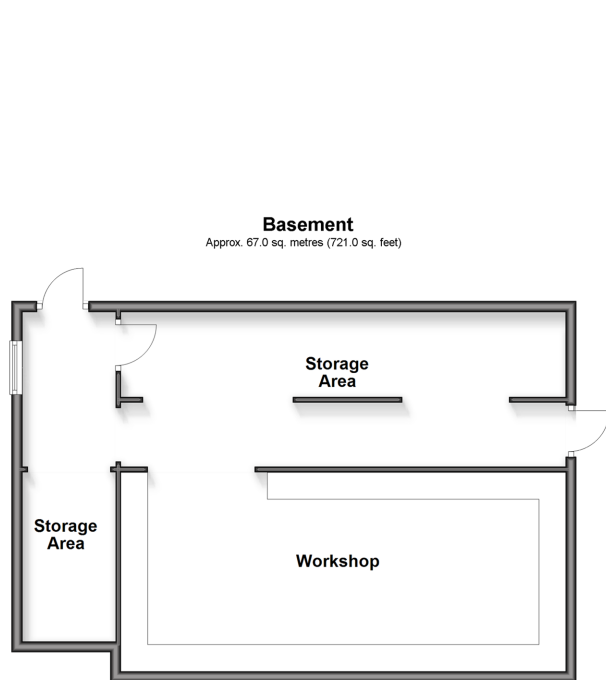 Basement
Approx. 67.0 sq. metres (721.0 sq. feet)
Storage
Area
Storage
Area
Workshop